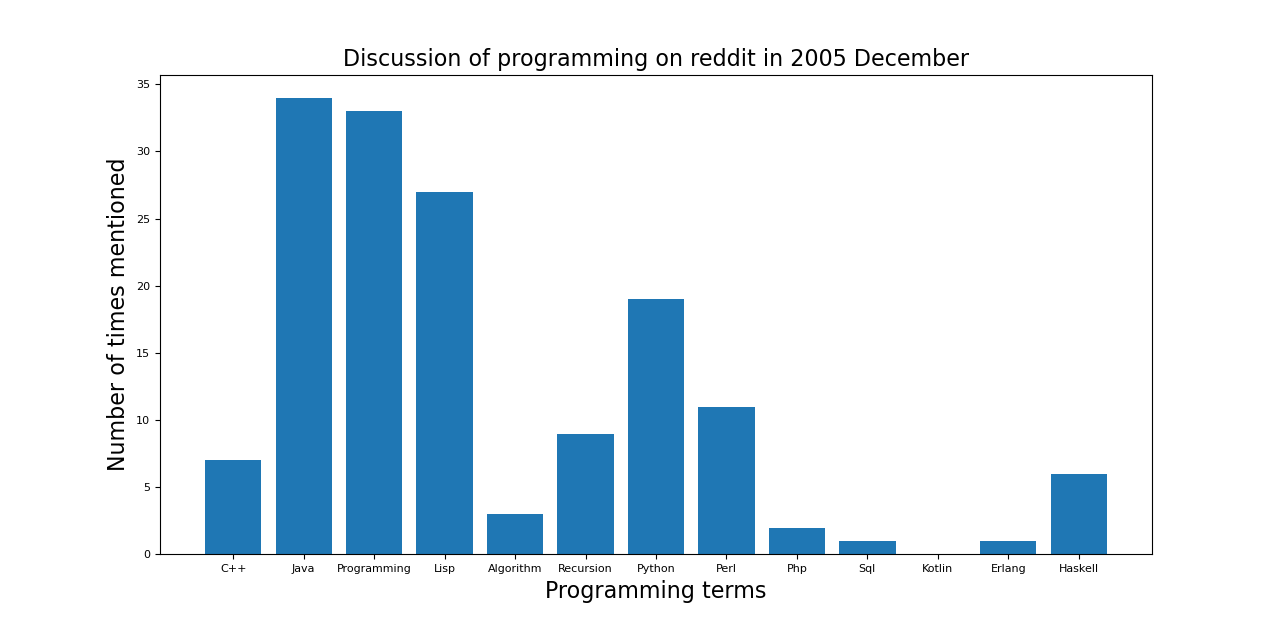 Discussion of programming on reddit in 2005 December
Number of times mentioned
35
30
25
20
15
10
5
0
C++ Java Programming Lisp Algorithm Recursion Python Perl Php Sql Kotlin Erlang Haskell
Programming terms